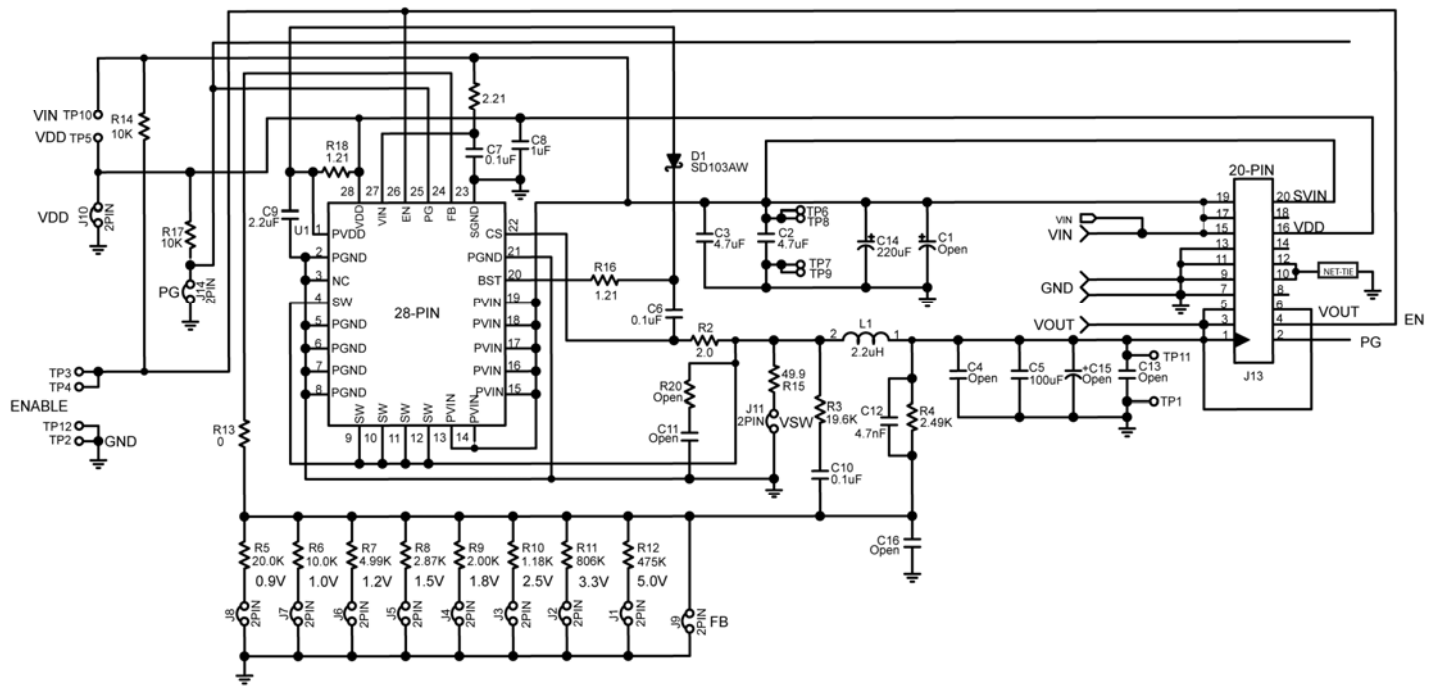 VIN TP10
VDD TP5
R14
10K
VDD
J10
2PIN
R17
10K
PG
J14
2PIN
TP3
TP4
ENABLE
TP12
TP2
GND
R13
0
R18
1.21
C9
2.2uF
U1
2.21
C7
0.1uF
C8
1uF
28 27 26 25 24 23
VDD
VIN
EN
PG
FB
SGND
1 PVDD
2 PGND
3 NC
4 SW
5 PGND
6 PGND
7 PGND
8 PGND
28-PIN
CS 22
PGND 21
BST 20
PVIN 19
PVIN 18
PVIN 17
PVIN 16
PVIN 15
SW
SW
SW
SW
PVIN
PVIN
9 10 11 12 13 14
D1
SD103AW
R16
1.21
C6
0.1uF
R2
2.0
C3
4.7uF
C2
4.7uF
TP6
TP8
TP7
TP9
C14
220uF
C1
Open
R20
Open
C11
Open
49.9
R15
J11
2PIN
VSW
R3
19.6K
C10
0.1uF
2 L1 1
2.2uH
C12
4.7nF
R4
2.49K
C4
Open
C5
100uF
+C15
Open
C13
Open
TP11
TP1
C16
Open
20-PIN
19
17
15
13
11
9
7
5
3
1
20 SVIN
18
16 VDD
14
12
10
8
6
4
2
J13
VIN
VIN
GND
VOUT
NET-TIE
VOUT
EN
PG
R5
20.0K
0.9V
R6
10.0K
1.0V
R7
4.99K
1.2V
R8
2.87K
1.5V
R9
2.00K
1.8V
R10
1.18K
2.5V
R11
806K
3.3V
R12
475K
5.0V
J8
2PIN
J7
2PIN
J6
2PIN
J5
2PIN
J4
2PIN
J3
2PIN
J2
2PIN
J1
2PIN
J9
2PIN
FB